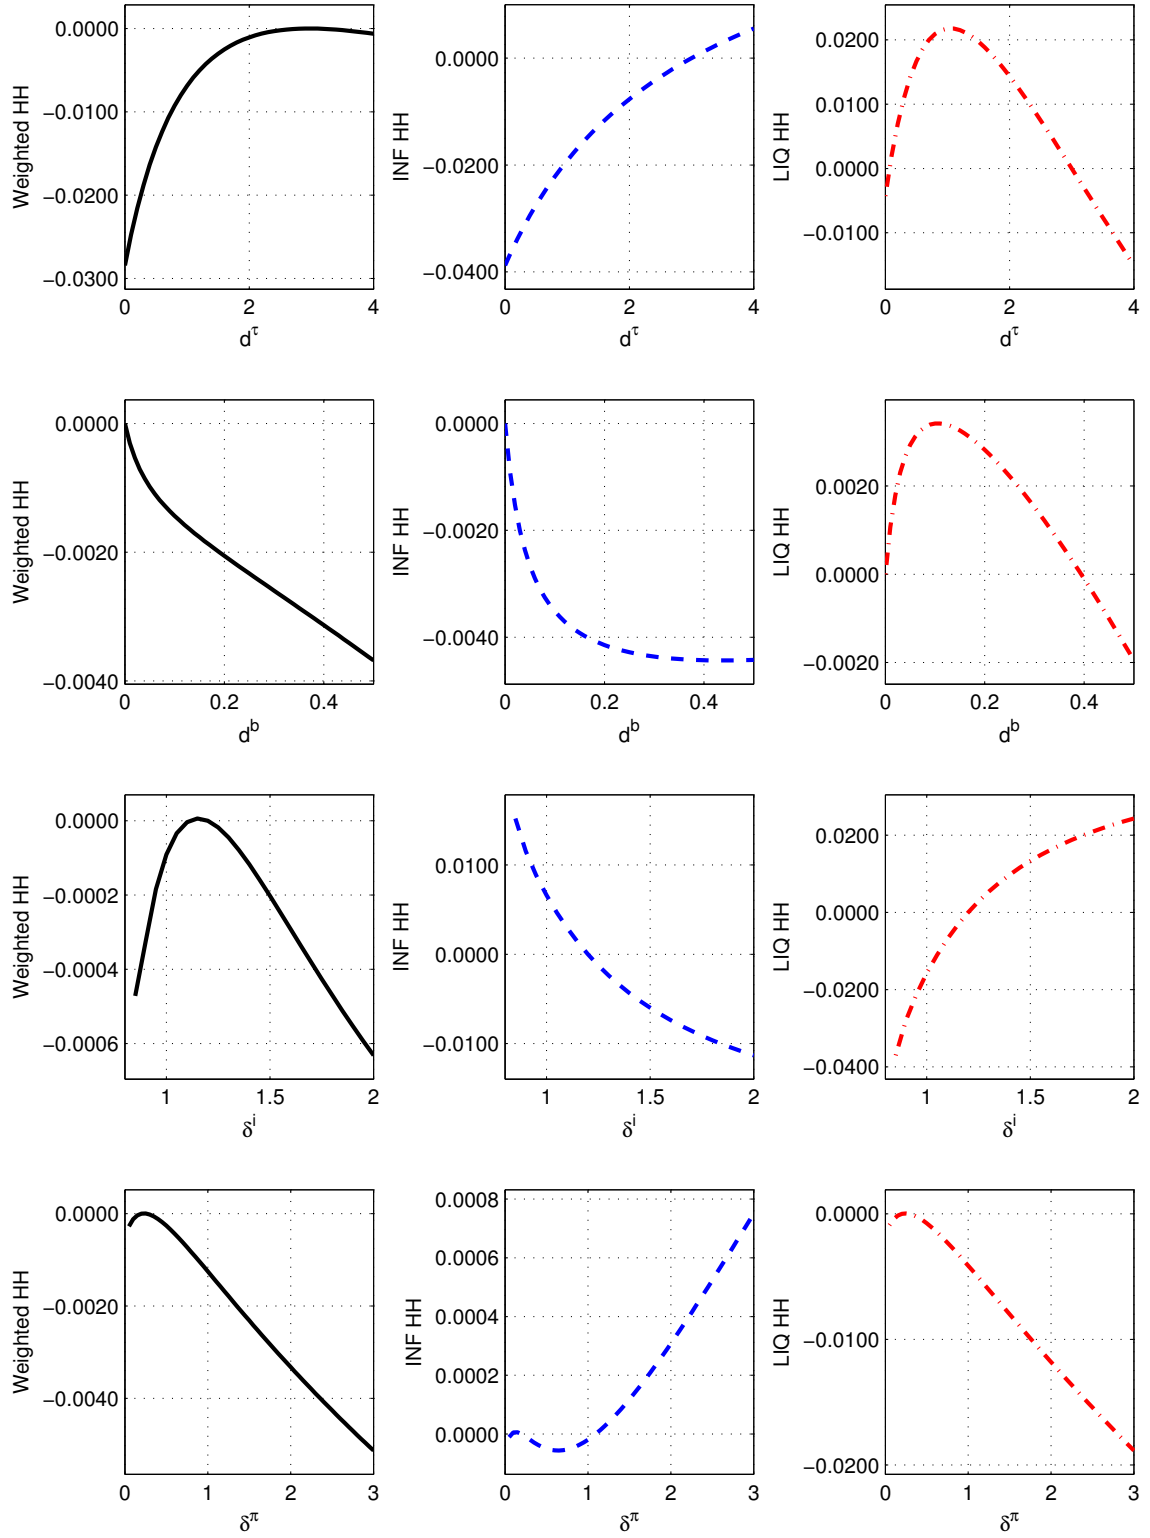 0.0000
−0.0100
−0.0200
−0.0300
0 2 4
Weighted HH
d^τ
0.0000
−0.0200
−0.0400
0 2 4
INF HH
d^τ
0.0200
0.0100
0.0000
−0.0100
0 2 4
LIQ HH
d^τ
0.0000
−0.0020
−0.0040
0 0.2 0.4
Weighted HH
d^b
0.0000
−0.0020
−0.0040
0 0.2 0.4
INF HH
d^b
0.0020
0.0000
−0.0020
0 0.2 0.4
LIQ HH
d^b
0.0000
−0.0002
−0.0004
−0.0006
1 1.5 2
Weighted HH
δ^i
0.0100
0.0000
−0.0100
1 1.5 2
INF HH
δ^i
0.0200
0.0000
−0.0200
−0.0400
1 1.5 2
LIQ HH
δ^i
0.0000
−0.0020
−0.0040
0 1 2 3
Weighted HH
δ^π
0.0008
0.0006
0.0004
0.0002
0.0000
0 1 2 3
INF HH
δ^π
0.0000
−0.0100
−0.0200
0 1 2 3
LIQ HH
δ^π